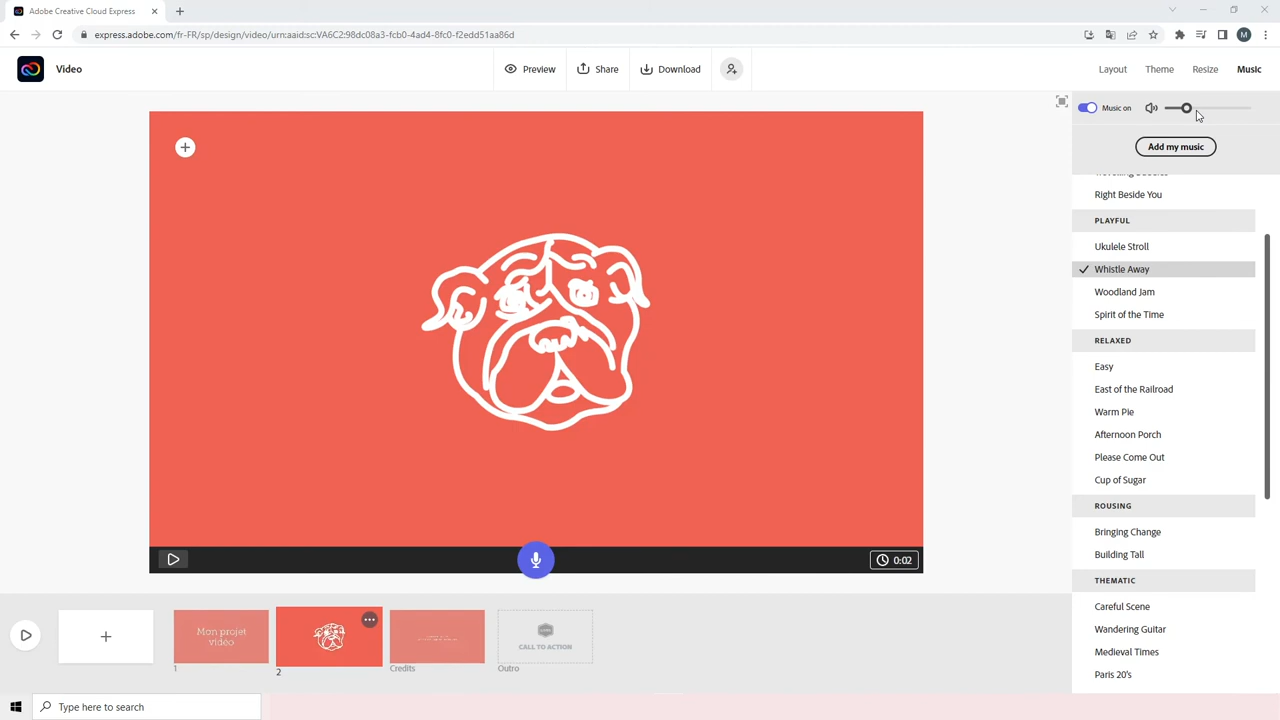 Adobe Creative Cloud Express
express.adobe.com/fr-FR/sp/design/video/urn:aaid:sc:VA6C2:98dc08a3-fcb0-4ad4-8fc0-f2edd51aa86d
M
Video
Preview
Share
Download
Layout
Theme
Resize
Music
Music on
Add my music
Right Beside You
PLAYFUL
Ukulele Stroll
Whistle Away
Woodland Jam
Spirit of the Time
RELAXED
Easy
East of the Railroad
Warm Pie
Afternoon Porch
Please Come Out
Cup of Sugar
ROUSING
Bringing Change
Building Tall
THEMATIC
Careful Scene
Wandering Guitar
Medieval Times
Paris 20's
0:02
Mon projet
vidéo
CALL TO ACTION
1
2
Credits
Outro
Type here to search